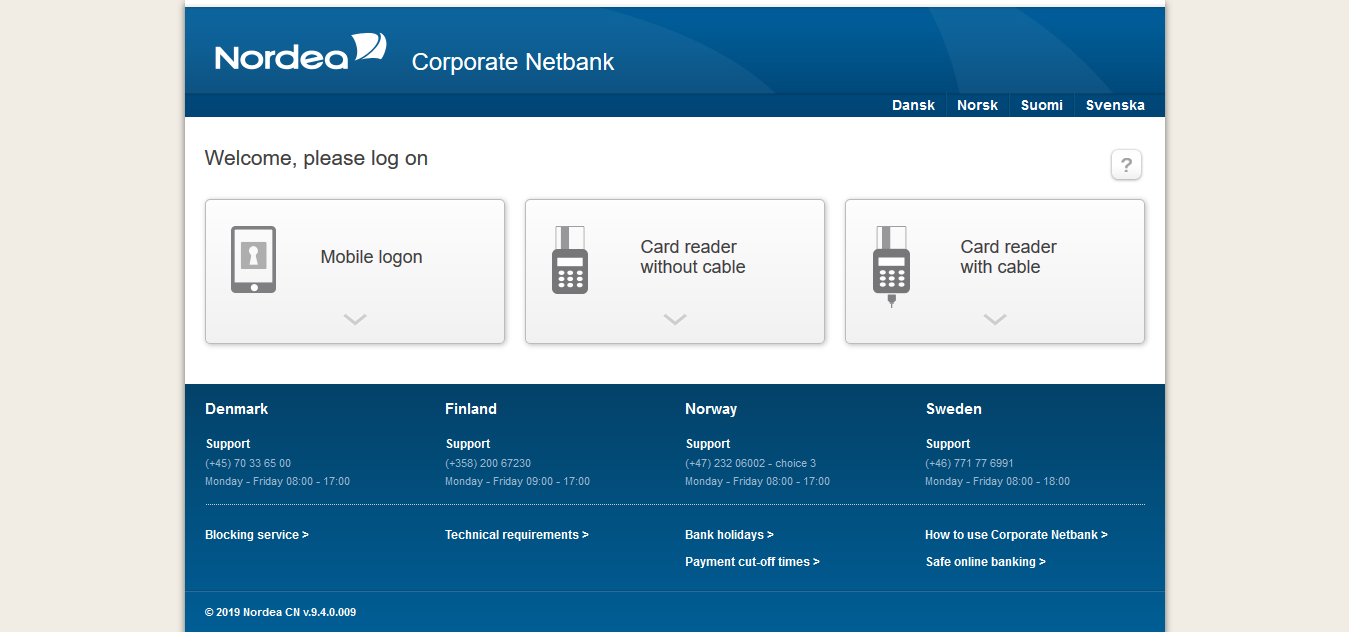 Nordea
Corporate Netbank
Dansk Norsk Suomi Svenska
Welcome, please log on
?
Mobile logon
Card reader
without cable
Card reader
with cable
Denmark
Support
(+45) 70 33 65 00
Monday - Friday 08:00 - 17:00
Finland
Support
(+358) 200 67230
Monday - Friday 09:00 - 17:00
Norway
Support
(+47) 232 06002 - choice 3
Monday - Friday 08:00 - 17:00
Sweden
Support
(+46) 771 77 6991
Monday - Friday 08:00 - 18:00
Blocking service >
Technical requirements >
Bank holidays >
Payment cut-off times >
How to use Corporate Netbank >
Safe online banking >
© 2019 Nordea CN v.9.4.0.009